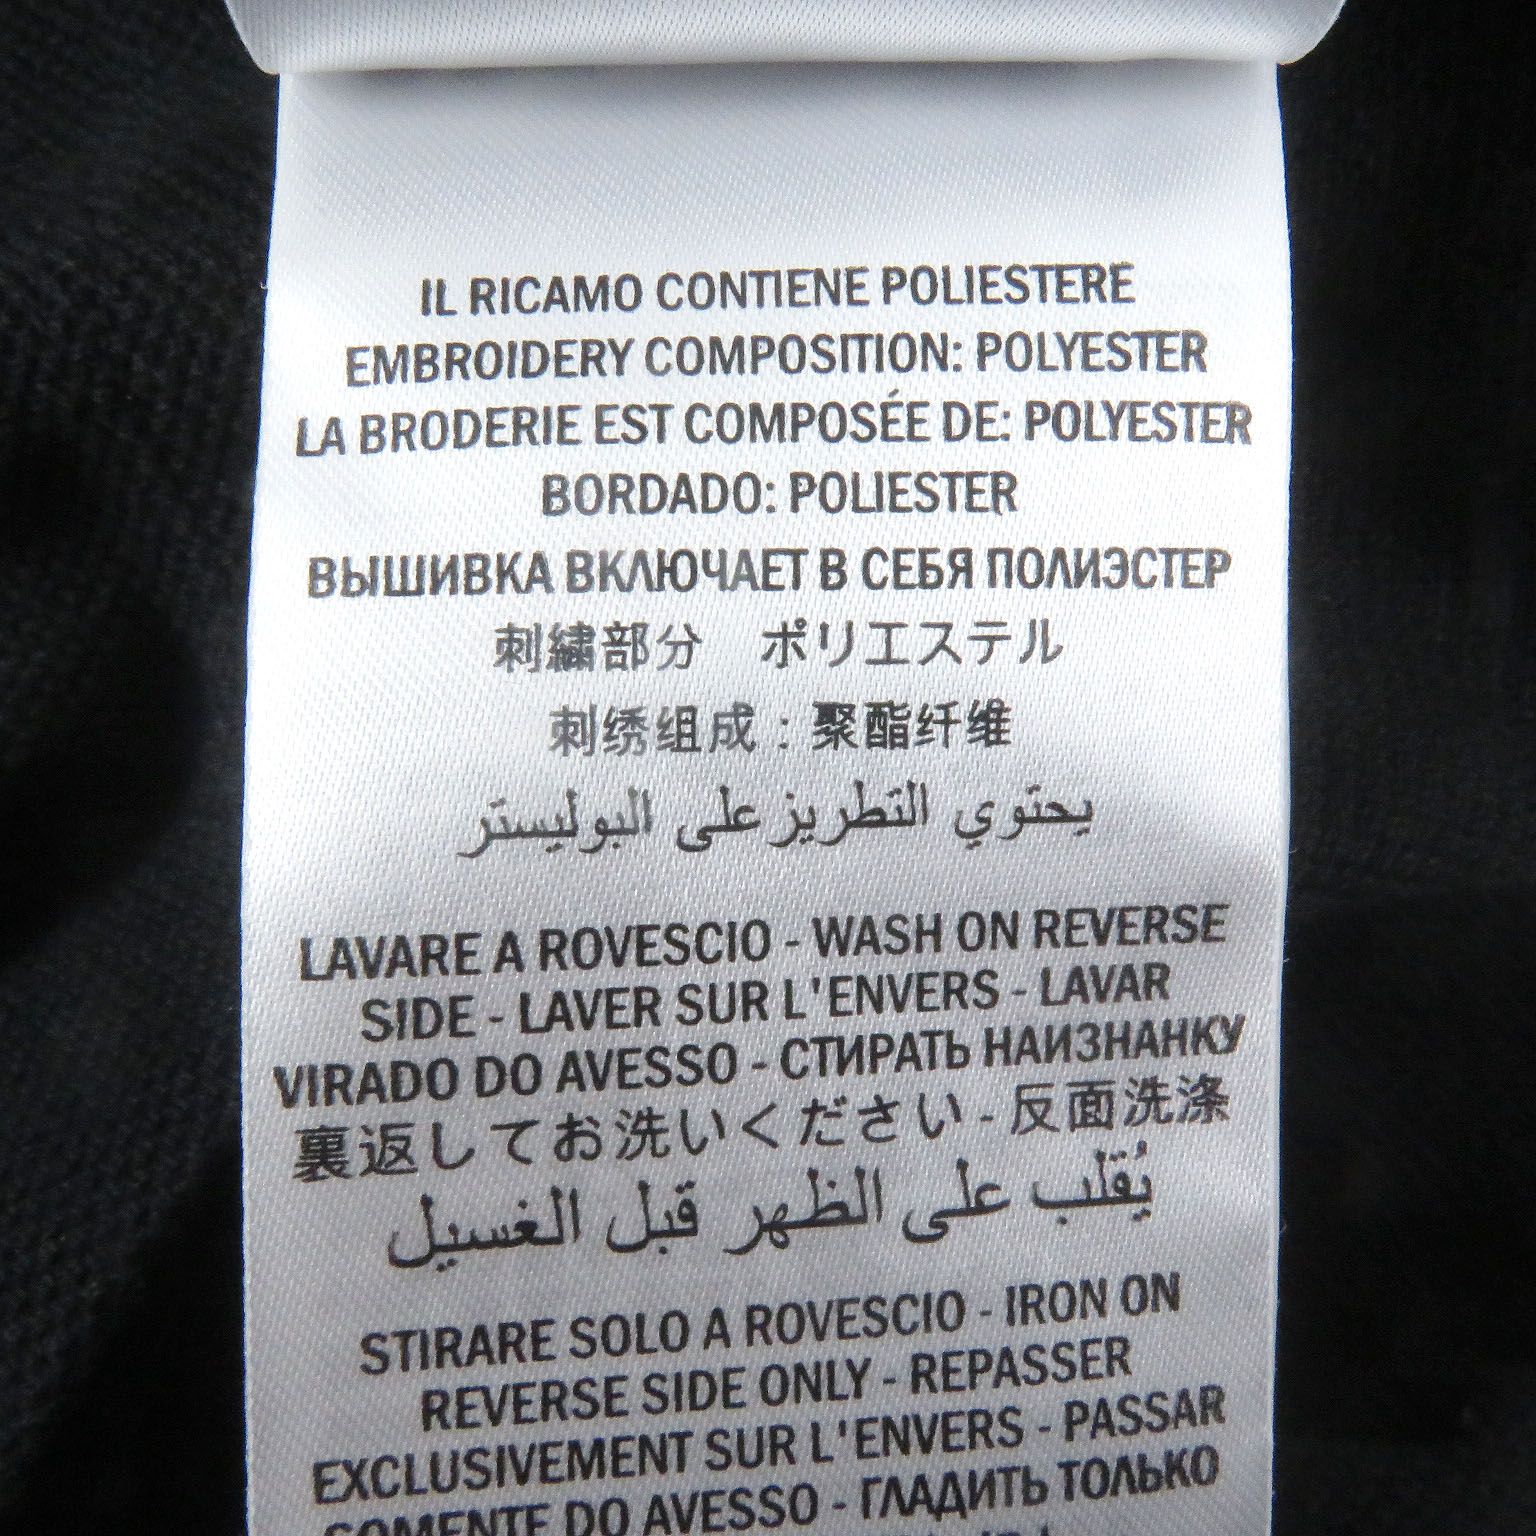 IL RICAMO CONTIENE POLIESTERE
EMBROIDERY COMPOSITION: POLYESTER
LA BRODERIE EST COMPOSÉE DE: POLYESTER
BORDADO: POLIESTER
ВЫШИВКА ВКЛЮЧАЕТ В СЕБЯ ПОЛИЭСТЕР
刺繍部分　ポリエステル
刺绣组成：聚酯纤维
يحتوي التطريز على البوليستر
LAVARE A ROVESCIO - WASH ON REVERSE
SIDE - LAVER SUR L'ENVERS - LAVAR
VIRADO DO AVESSO - СТИРАТЬ НАИЗНАНКУ
裏返してお洗いください - 反面洗涤
يُقلب على الظهر قبل الغسيل
STIRARE SOLO A ROVESCIO - IRON ON
REVERSE SIDE ONLY - REPASSER
EXCLUSIVEMENT SUR L'ENVERS - PASSAR
SOMENTE DO AVESSO - ГЛАДИТЬ ТОЛЬКО